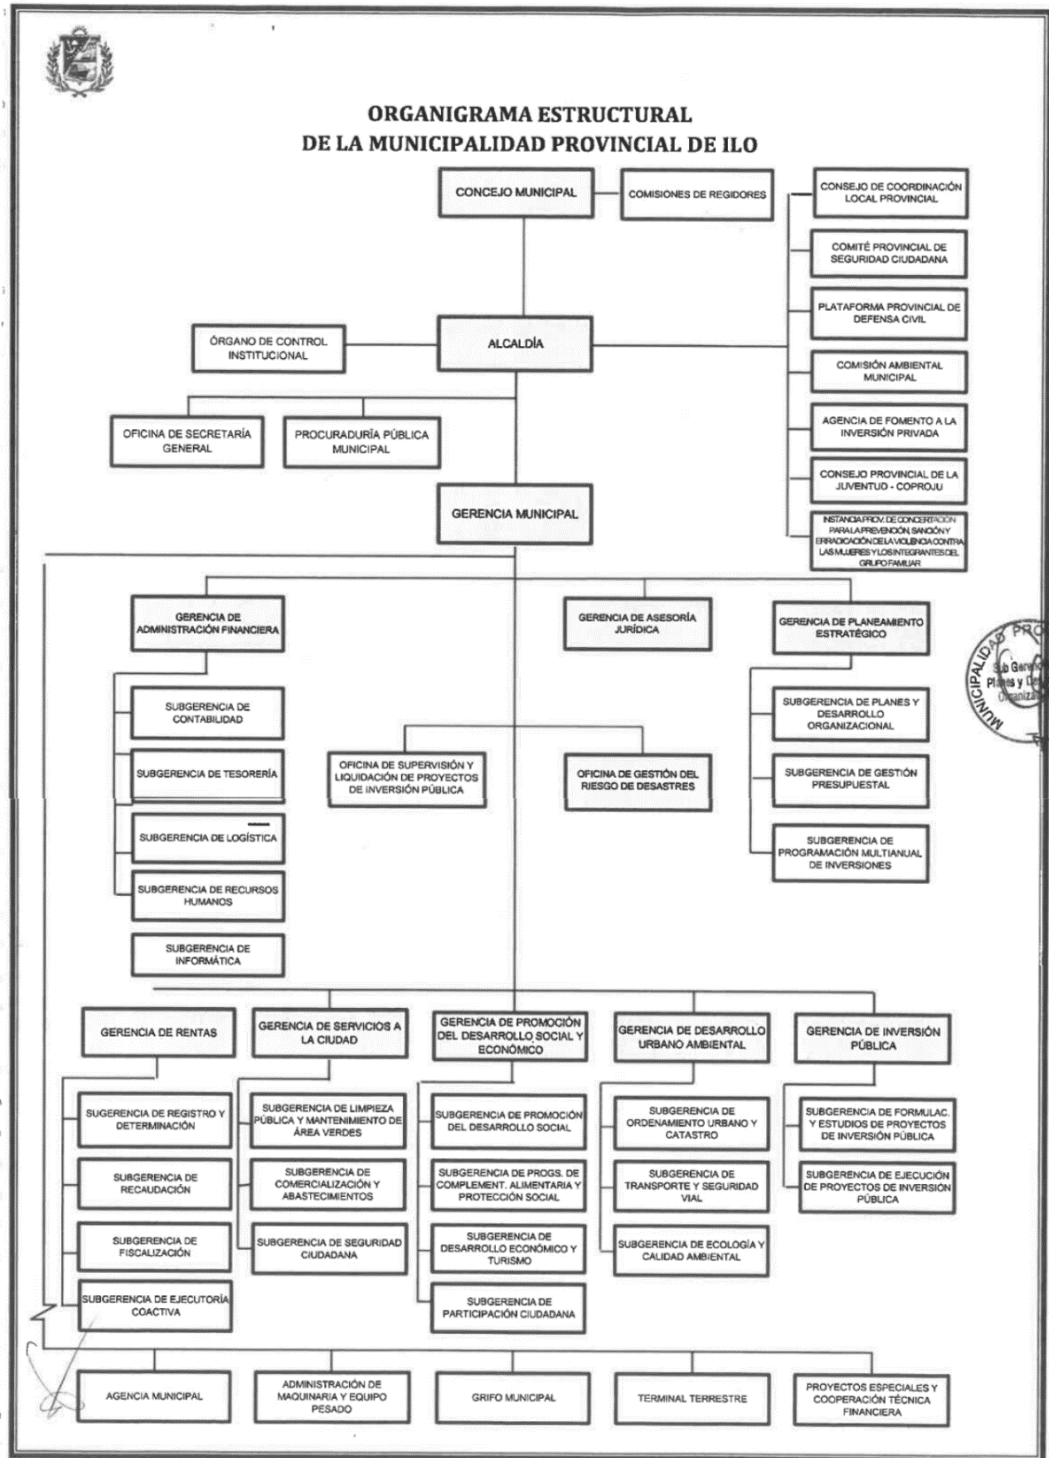 ORGANIGRAMA ESTRUCTURAL
DE LA MUNICIPALIDAD PROVINCIAL DE ILO
CONCEJO MUNICIPAL
COMISIONES DE REGIDORES
CONSEJO DE COORDINACIÓN
LOCAL PROVINCIAL
COMITÉ PROVINCIAL DE
SEGURIDAD CIUDADANA
PLATAFORMA PROVINCIAL DE
DEFENSA CIVIL
ÓRGANO DE CONTROL
INSTITUCIONAL
ALCALDÍA
COMISIÓN AMBIENTAL
MUNICIPAL
AGENCIA DE FOMENTO A LA
INVERSIÓN PRIVADA
OFICINA DE SECRETARÍA
GENERAL
PROCURADURÍA PÚBLICA
MUNICIPAL
CONSEJO PROVINCIAL DE LA
JUVENTUD - COPROJU
GERENCIA MUNICIPAL
INSTANCIA PROV. DE CONCERTACIÓN
PARA LA PREVENCIÓN, SANCIÓN Y
ERRADICACIÓN DE LA VIOLENCIA CONTRA
LAS MUJERES Y LOS INTEGRANTES DEL
GRUPO FAMILIAR
GERENCIA DE
ADMINISTRACIÓN FINANCIERA
GERENCIA DE ASESORÍA
JURÍDICA
GERENCIA DE PLANEAMIENTO
ESTRATÉGICO
MUNICIPALIDAD PRO
Sub Geren
Planes y Des
Organiza
SUBGERENCIA DE
CONTABILIDAD
SUBGERENCIA DE TESORERÍA
SUBGERENCIA DE LOGÍSTICA
SUBGERENCIA DE RECURSOS
HUMANOS
SUBGERENCIA DE
INFORMÁTICA
OFICINA DE SUPERVISIÓN Y
LIQUIDACIÓN DE PROYECTOS
DE INVERSIÓN PÚBLICA
OFICINA DE GESTIÓN DEL
RIESGO DE DESASTRES
SUBGERENCIA DE PLANES Y
DESARROLLO
ORGANIZACIONAL
SUBGERENCIA DE GESTIÓN
PRESUPUESTAL
SUBGERENCIA DE
PROGRAMACIÓN MULTIANUAL
DE INVERSIONES
GERENCIA DE RENTAS
SUGERENCIA DE REGISTRO Y
DETERMINACIÓN
SUBGERENCIA DE
RECAUDACIÓN
SUBGERENCIA DE
FISCALIZACIÓN
SUBGERENCIA DE EJECUTORÍA
COACTIVA
GERENCIA DE SERVICIOS A
LA CIUDAD
SUBGERENCIA DE LIMPIEZA
PÚBLICA Y MANTENIMIENTO DE
ÁREA VERDES
SUBGERENCIA DE
COMERCIALIZACIÓN Y
ABASTECIMIENTOS
SUBGERENCIA DE SEGURIDAD
CIUDADANA
GERENCIA DE PROMOCIÓN
DEL DESARROLLO SOCIAL Y
ECONÓMICO
SUBGERENCIA DE PROMOCIÓN
DEL DESARROLLO SOCIAL
SUBGERENCIA DE PROGS. DE
COMPLEMENT. ALIMENTARIA Y
PROTECCIÓN SOCIAL
SUBGERENCIA DE
DESARROLLO ECONÓMICO Y
TURISMO
SUBGERENCIA DE
PARTICIPACIÓN CIUDADANA
GERENCIA DE DESARROLLO
URBANO AMBIENTAL
SUBGERENCIA DE
ORDENAMIENTO URBANO Y
CATASTRO
SUBGERENCIA DE
TRANSPORTE Y SEGURIDAD
VIAL
SUBGERENCIA DE ECOLOGÍA Y
CALIDAD AMBIENTAL
GERENCIA DE INVERSIÓN
PÚBLICA
SUBGERENCIA DE FORMULAC.
Y ESTUDIOS DE PROYECTOS
DE INVERSIÓN PÚBLICA
SUBGERENCIA DE EJECUCIÓN
DE PROYECTOS DE INVERSIÓN
PÚBLICA
AGENCIA MUNICIPAL
ADMINISTRACIÓN DE
MAQUINARIA Y EQUIPO
PESADO
GRIFO MUNICIPAL
TERMINAL TERRESTRE
PROYECTOS ESPECIALES Y
COOPERACIÓN TÉCNICA
FINANCIERA